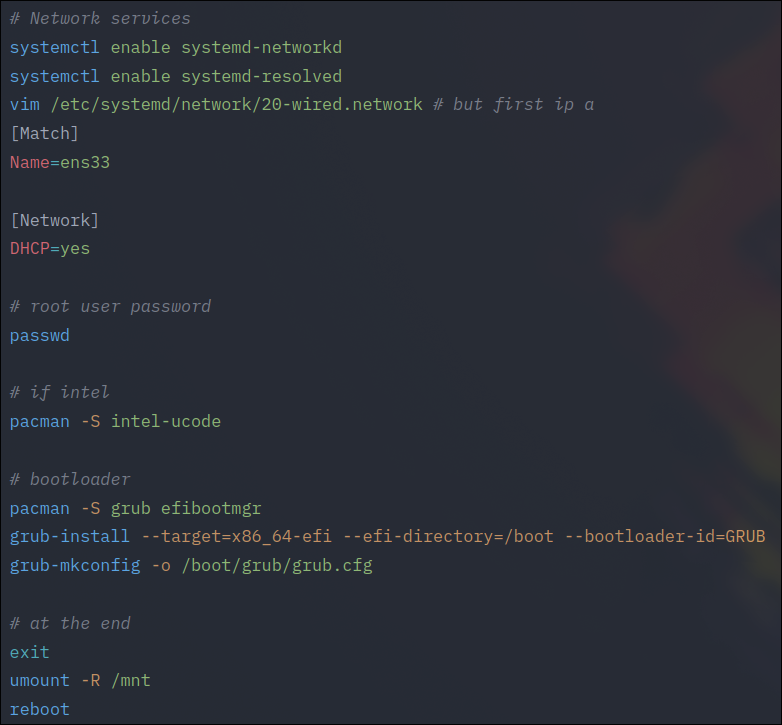 # Network services
systemctl enable systemd-networkd
systemctl enable systemd-resolved
vim /etc/systemd/network/20-wired.network # but first ip a
[Match]
Name=ens33

[Network]
DHCP=yes

# root user password
passwd

# if intel
pacman -S intel-ucode

# bootloader
pacman -S grub efibootmgr
grub-install --target=x86_64-efi --efi-directory=/boot --bootloader-id=GRUB
grub-mkconfig -o /boot/grub/grub.cfg

# at the end
exit
umount -R /mnt
reboot